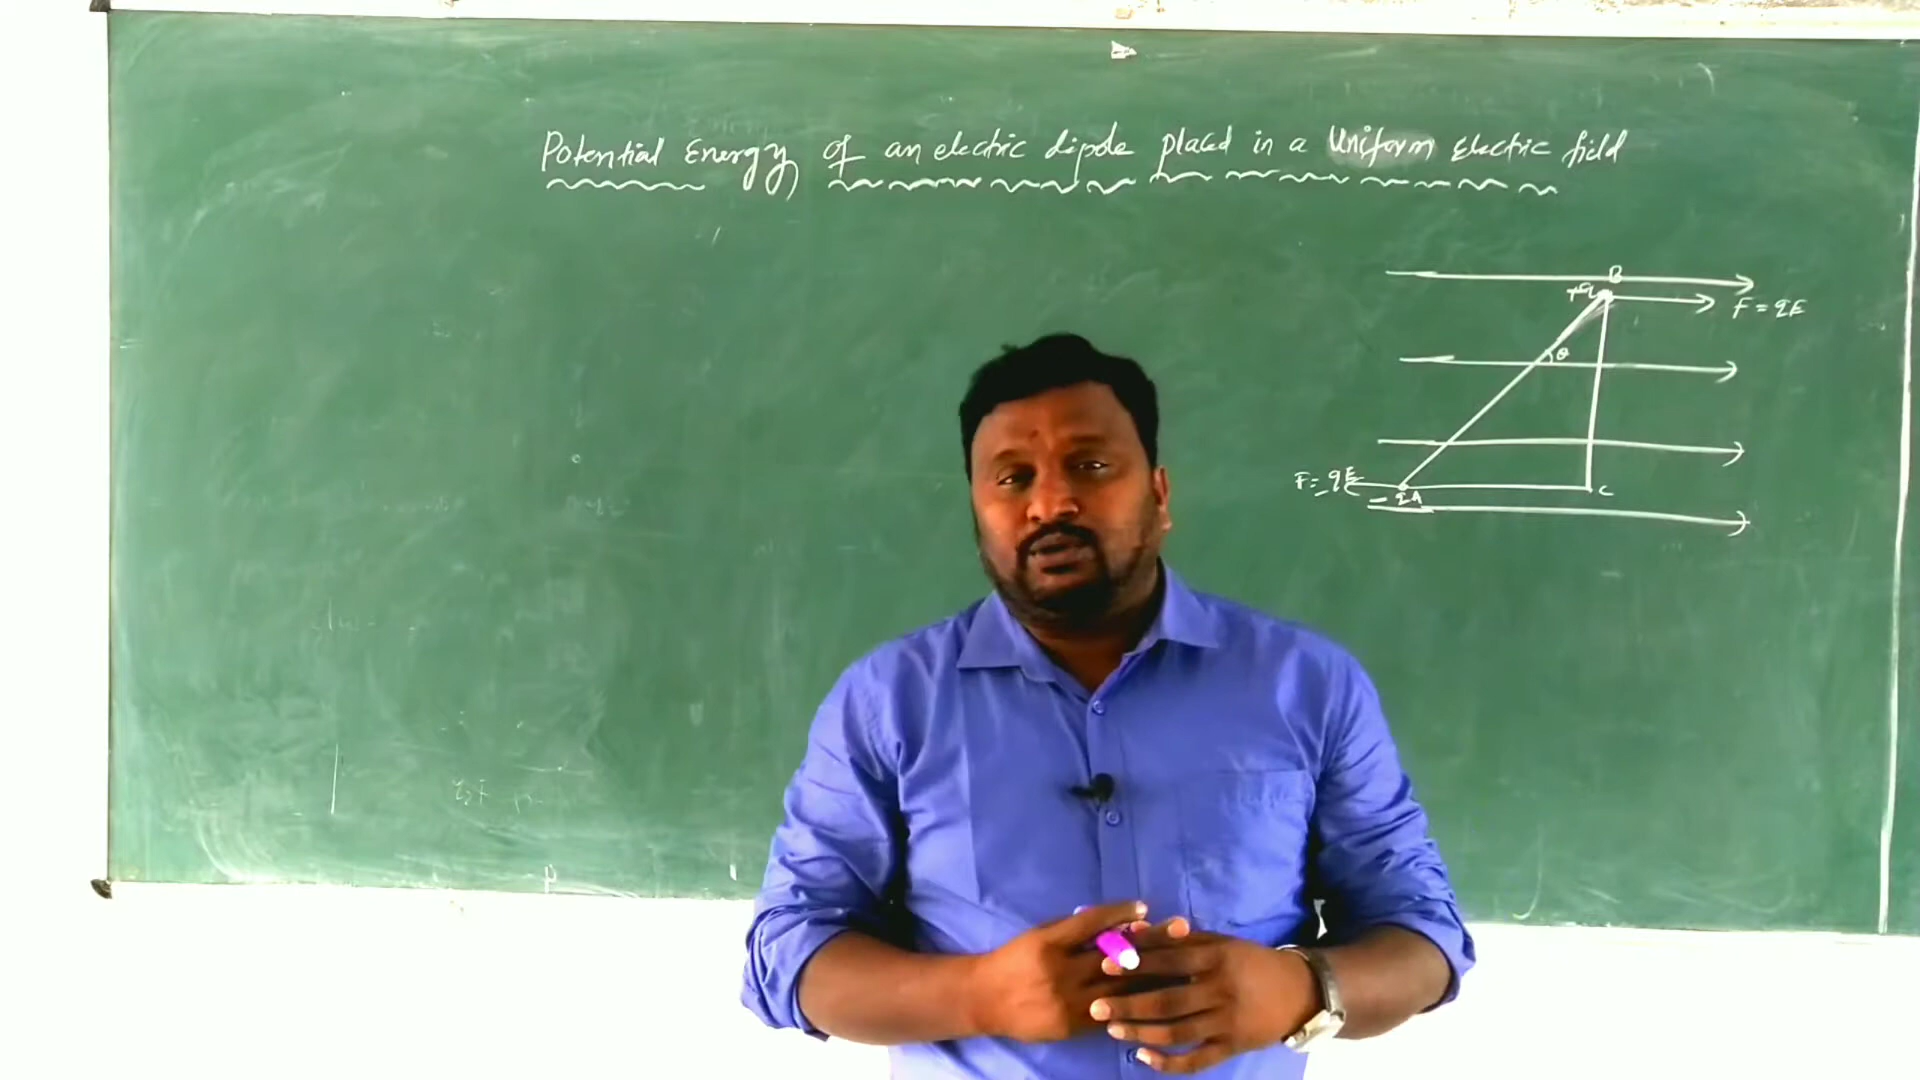 Potential Energy of an electric dipole placed in a Uniform Electric field
B
+q
F = qE
θ
F = -qE
-q A
C